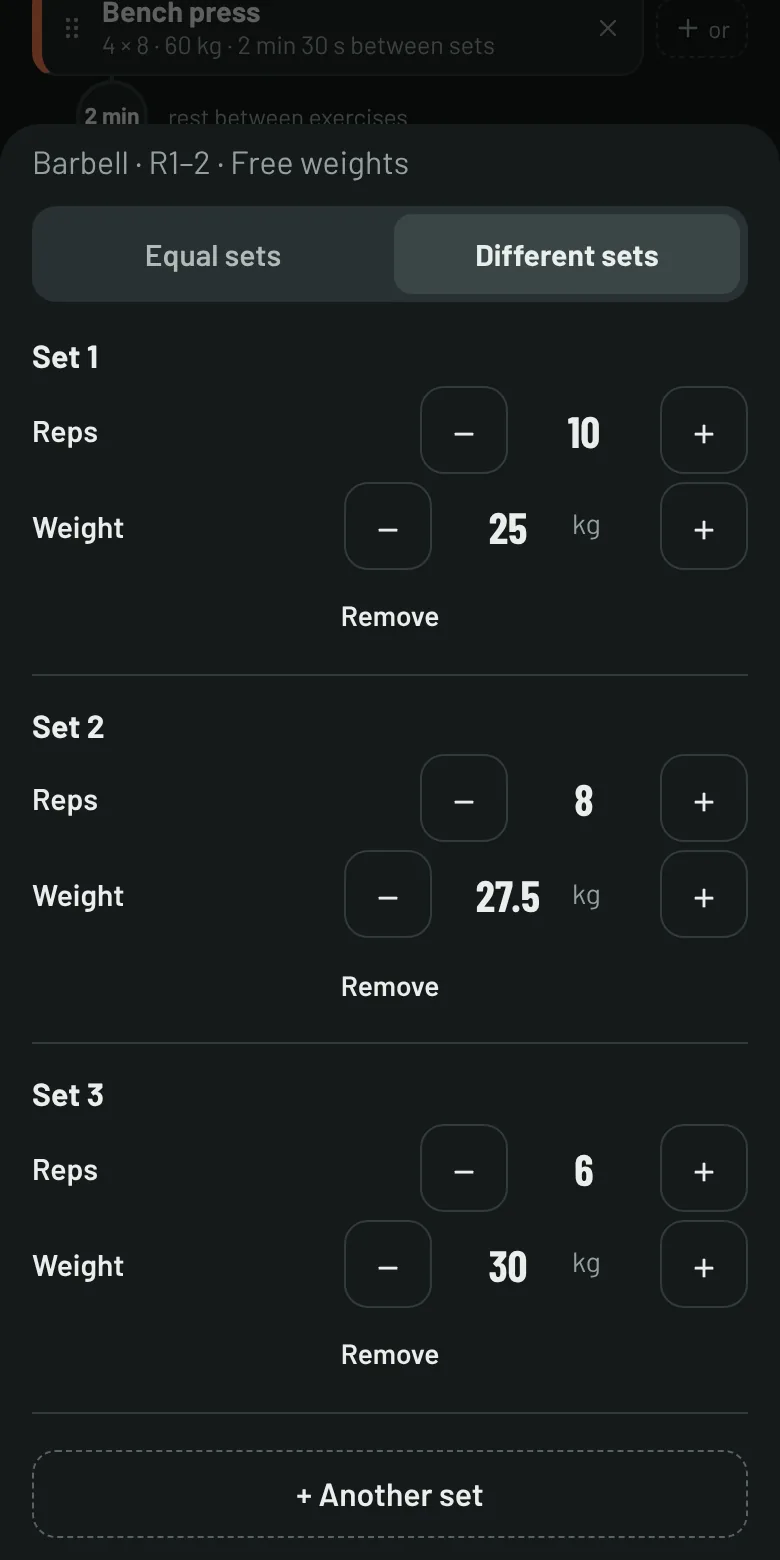 Bench press
4 × 8 · 60 kg · 2 min 30 s between sets
+ or
2 min rest between exercises
Barbell · R1–2 · Free weights
Equal sets Different sets
Set 1
Reps − 10 +
Weight − 25 kg +
Remove
Set 2
Reps − 8 +
Weight − 27.5 kg +
Remove
Set 3
Reps − 6 +
Weight − 30 kg +
Remove
+ Another set